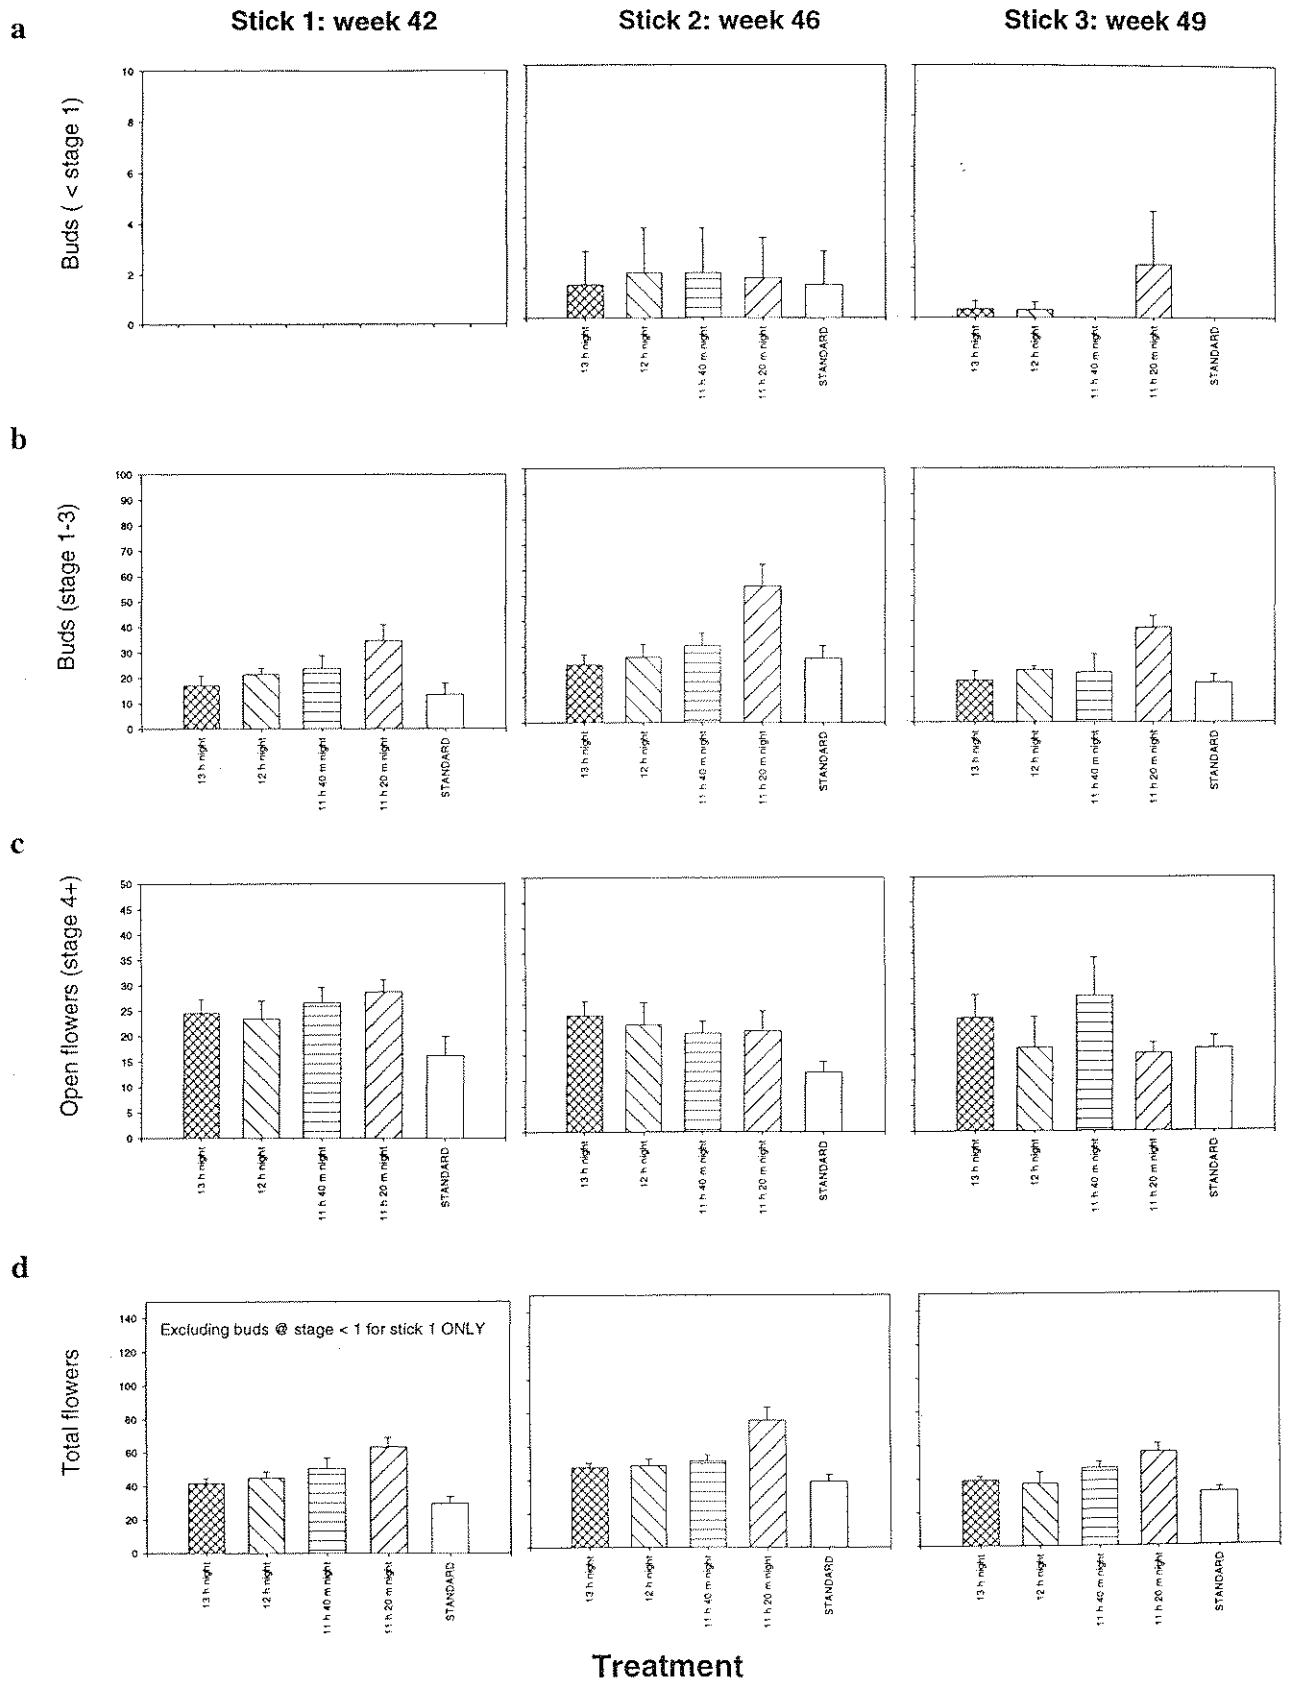 a
Stick 1: week 42 Stick 2: week 46 Stick 3: week 49
Buds ( < stage 1)
10
8
6
4
2
0
13 h night 12 h night 11 h 40 m night 11 h 20 m night STANDARD
13 h night 12 h night 11 h 40 m night 11 h 20 m night STANDARD
b
Buds (stage 1-3)
100
90
80
70
60
50
40
30
20
10
0
13 h night 12 h night 11 h 40 m night 11 h 20 m night STANDARD
13 h night 12 h night 11 h 40 m night 11 h 20 m night STANDARD
13 h night 12 h night 11 h 40 m night 11 h 20 m night STANDARD
c
Open flowers (stage 4+)
50
45
40
35
30
25
20
15
10
5
0
13 h night 12 h night 11 h 40 m night 11 h 20 m night STANDARD
13 h night 12 h night 11 h 40 m night 11 h 20 m night STANDARD
13 h night 12 h night 11 h 40 m night 11 h 20 m night STANDARD
d
Total flowers
Excluding buds @ stage < 1 for stick 1 ONLY
140
120
100
80
60
40
20
0
13 h night 12 h night 11 h 40 m night 11 h 20 m night STANDARD
13 h night 12 h night 11 h 40 m night 11 h 20 m night STANDARD
13 h night 12 h night 11 h 40 m night 11 h 20 m night STANDARD
Treatment